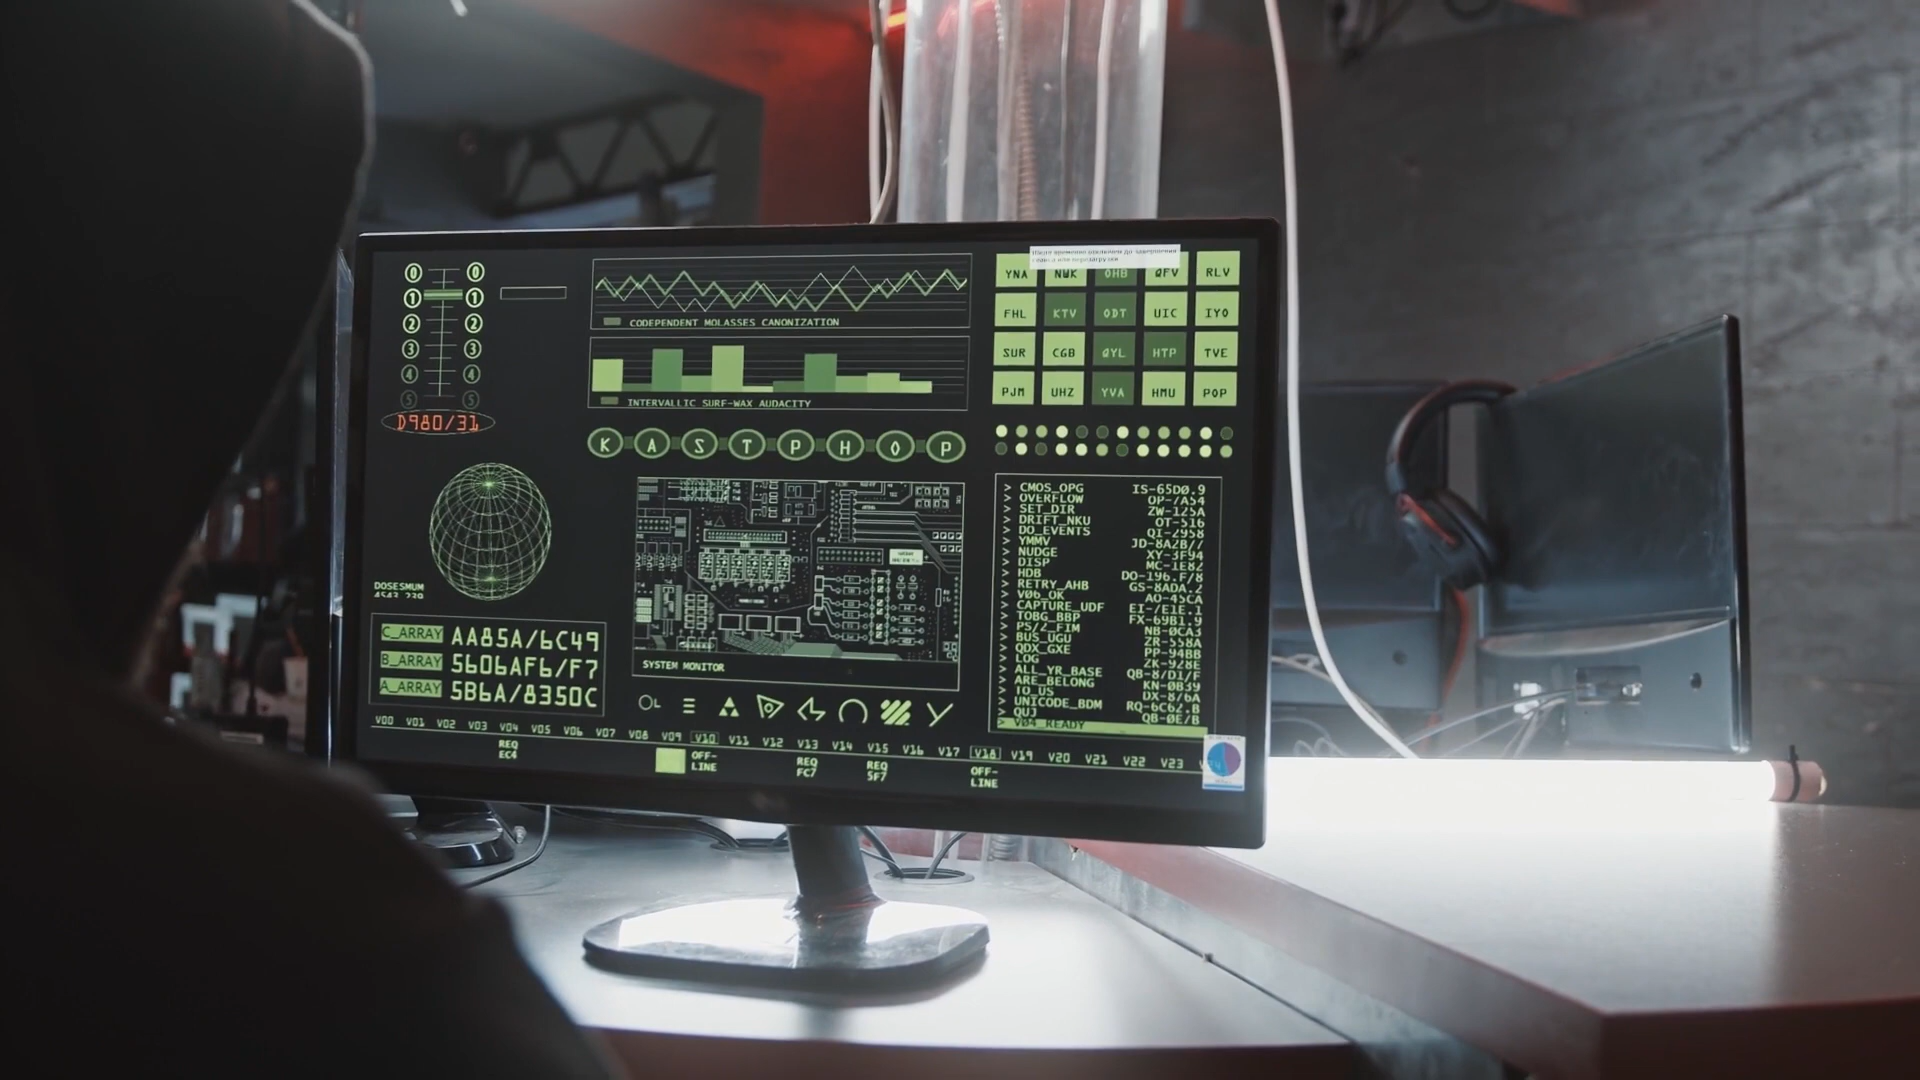 0 0
1 1
2 2
3 3
4 4
5 5
D980/31
DOSESMUM
C_ARRAY AA85A/6C49
B_ARRAY 5606AF6/F7
A_ARRAY 5B6A/8350C
CODEPENDENT MOLASSES CANONIZATION
INTERVALLIC SURF-WAX AUDACITY
K A S T P H O P
SYSTEM MONITOR
YNA NWK OHB QFV RLV
FHL KTV ODT UIC IYO
SUR CGB QYL HTP TVE
PJM UHZ YVA HMU POP
> CMOS_OPG IS-65D0.9
> OVERFLOW OP-7A54
> SET_DIR ZW-125A
> DRIFT_NKU OT-516
> DO_EVENTS QI-2958
> YMMV JD-8A2B//
> NUDGE XY-3F94
> DISP MC-1E82
> HDB DO-196.F/8
> RETRY_AHB GS-8ADA.2
> V06_OK AO-45CA
> CAPTURE_UDF EI-/E1E.1
> TOBG_BBP FX-69B1.9
> PS/2_FIM NB-0CA3
> BUS_UGU ZR-558A
> QDX_GXE PP-94BB
> LOG ZK-928E
> ALL_YR_BASE QB-8/D1/F
> ARE_BELONG KN-0B39
> TO_US DX-8/6A
> UNICODE_BDM RQ-6C62.B
> QUJ QB-0E/B
> V04_READY
V00 V01 V02 V03 V04 V05 V06 V07 V08 V09 V10 V11 V12 V13 V14 V15 V16 V17 V18 V19 V20 V21 V22 V23
REQ EC4
OFF-LINE
REQ FC7
REQ 5F7
OFF-LINE